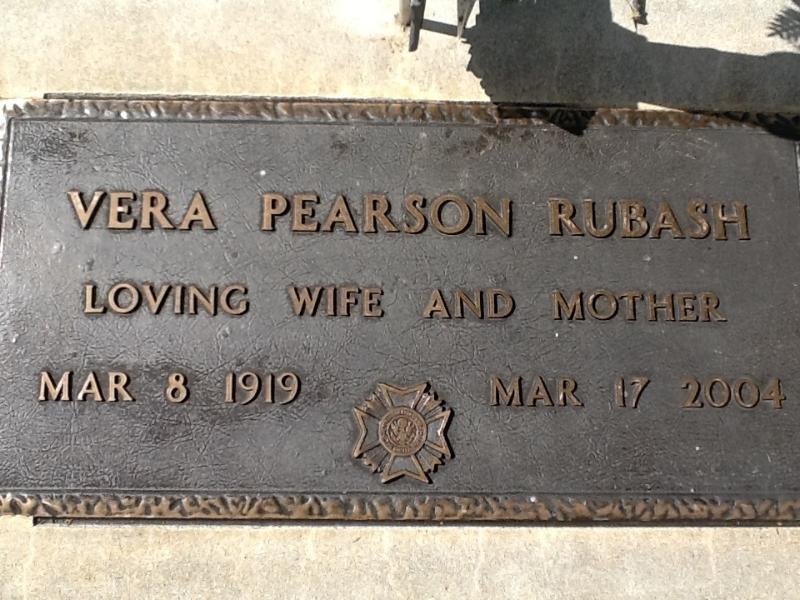 VERA PEARSON RUBASH
LOVING WIFE AND MOTHER
MAR 8 1919 MAR 17 2004